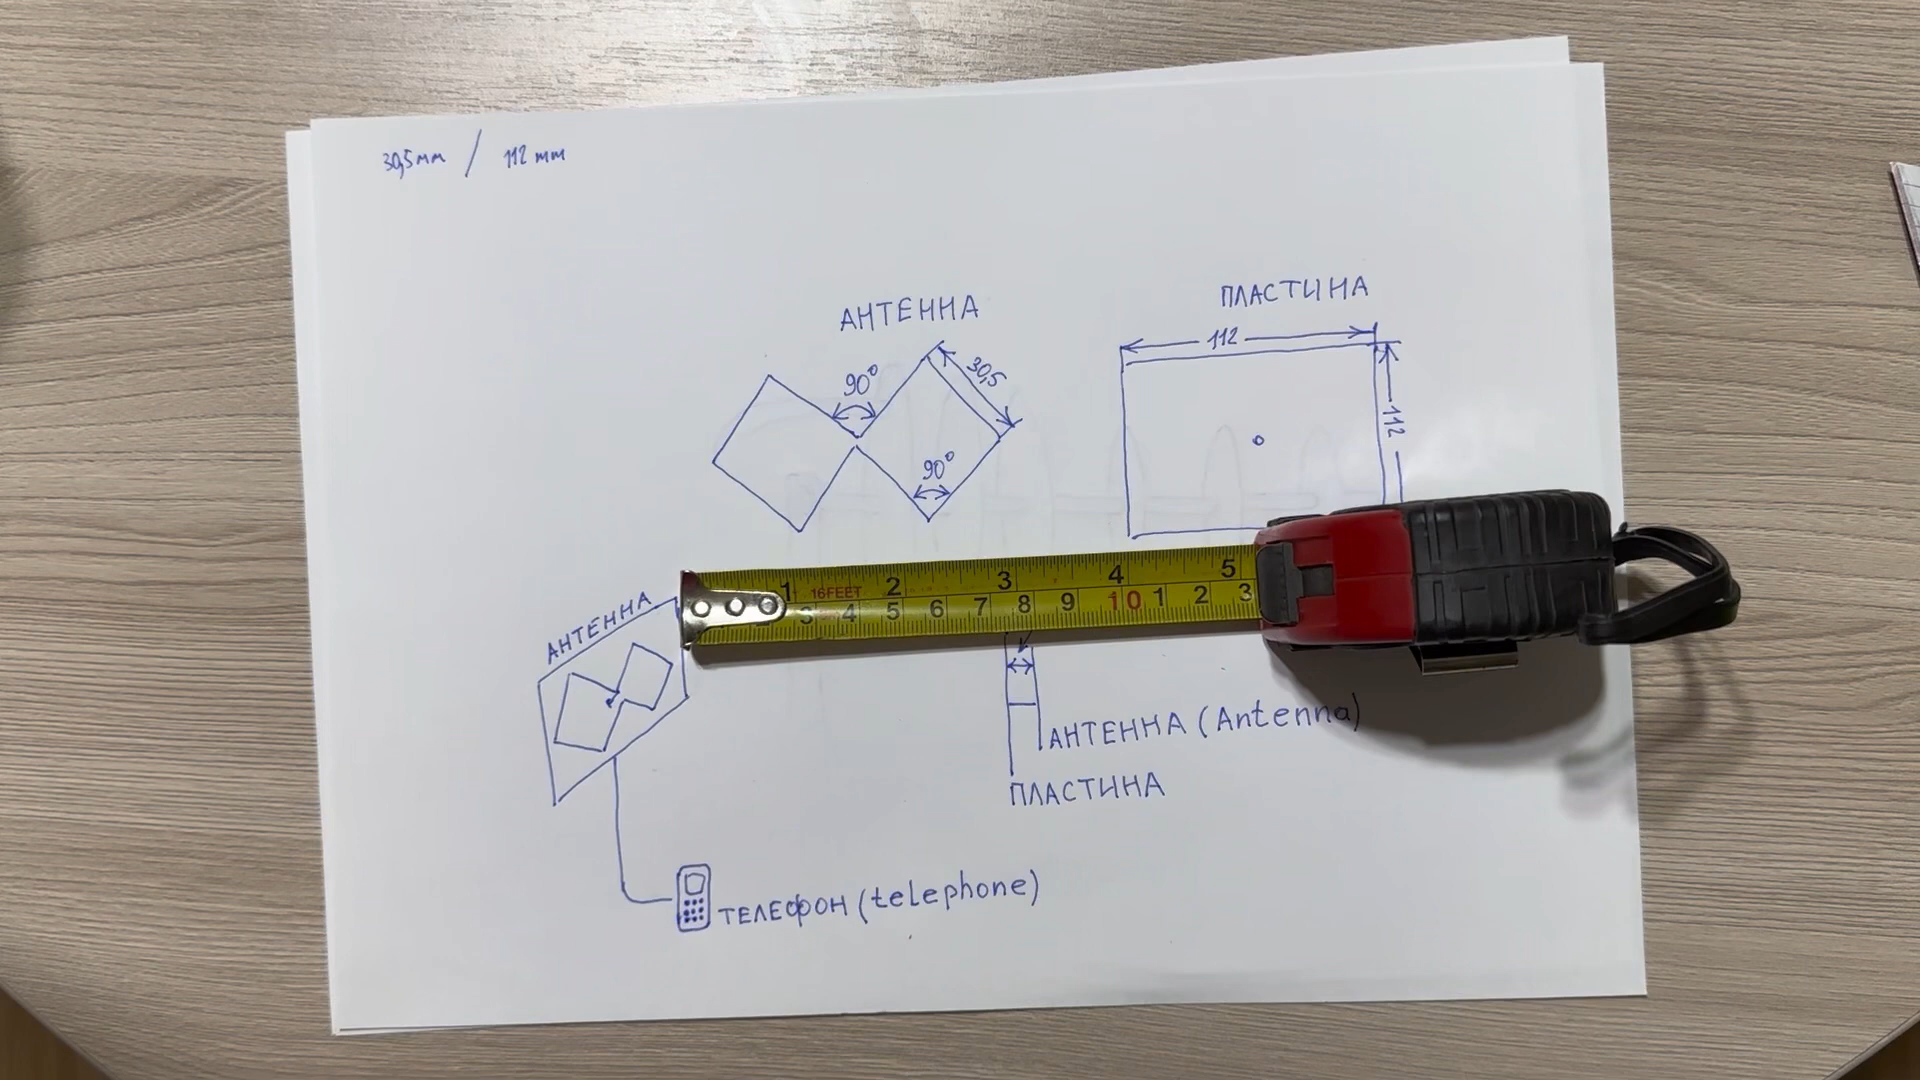 30,5мм / 112 mm
АНТЕННА
90°
30,5
90°
ПЛАСТИНА
112
112
1 2 3 4 5
16FEET
3 4 5 6 7 8 9 10 1 2 3
АНТЕННА
АНТЕННА (Antenna)
ПЛАСТИНА
ТЕЛЕФОН (telephone)